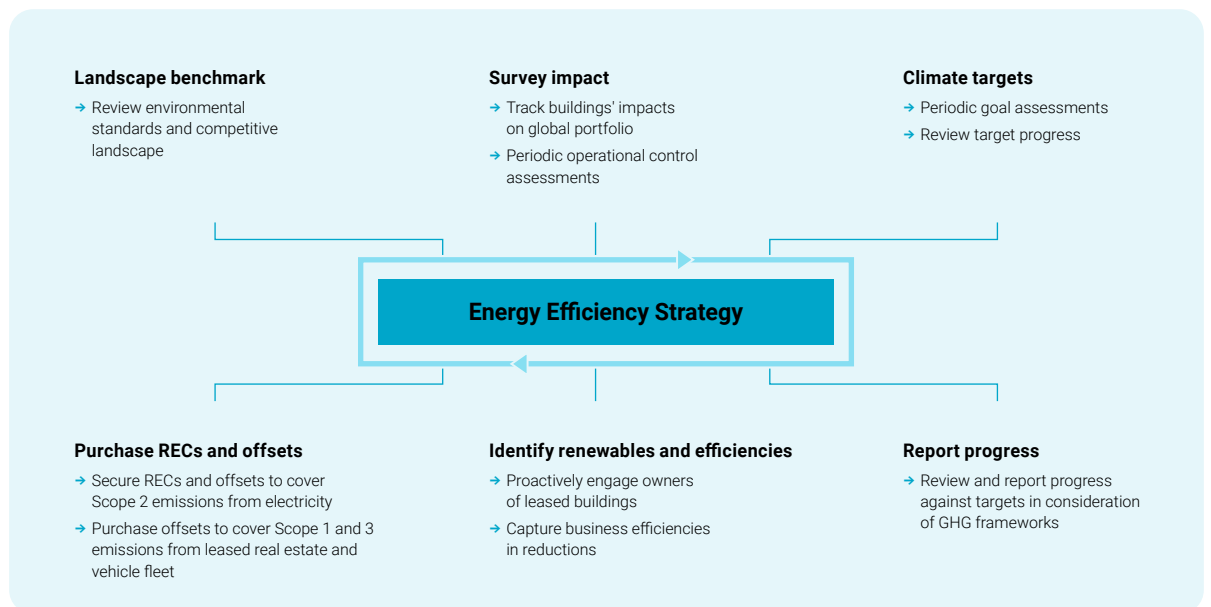 Landscape benchmark
→ Review environmental
standards and competitive
landscape
Survey impact
→ Track buildings' impacts
on global portfolio
→ Periodic operational control
assessments
Climate targets
→ Periodic goal assessments
→ Review target progress
Energy Efficiency Strategy
Purchase RECs and offsets
→ Secure RECs and offsets to cover
Scope 2 emissions from electricity
→ Purchase offsets to cover Scope 1 and 3
emissions from leased real estate and
vehicle fleet
Identify renewables and efficiencies
→ Proactively engage owners
of leased buildings
→ Capture business efficiencies
in reductions
Report progress
→ Review and report progress
against targets in consideration
of GHG frameworks